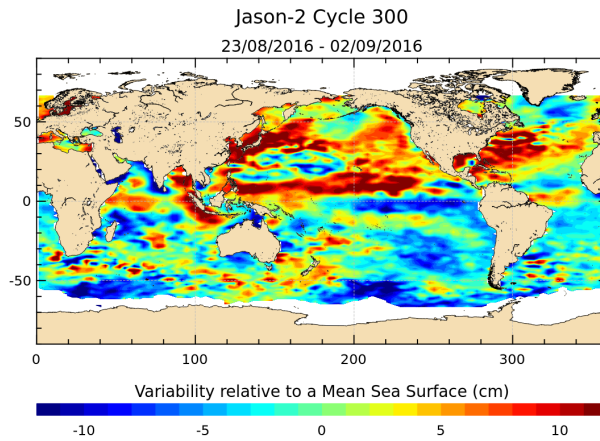 Jason-2 Cycle 300
23/08/2016 - 02/09/2016
50
0
-50
0 100 200 300
Variability relative to a Mean Sea Surface (cm)
-10 -5 0 5 10